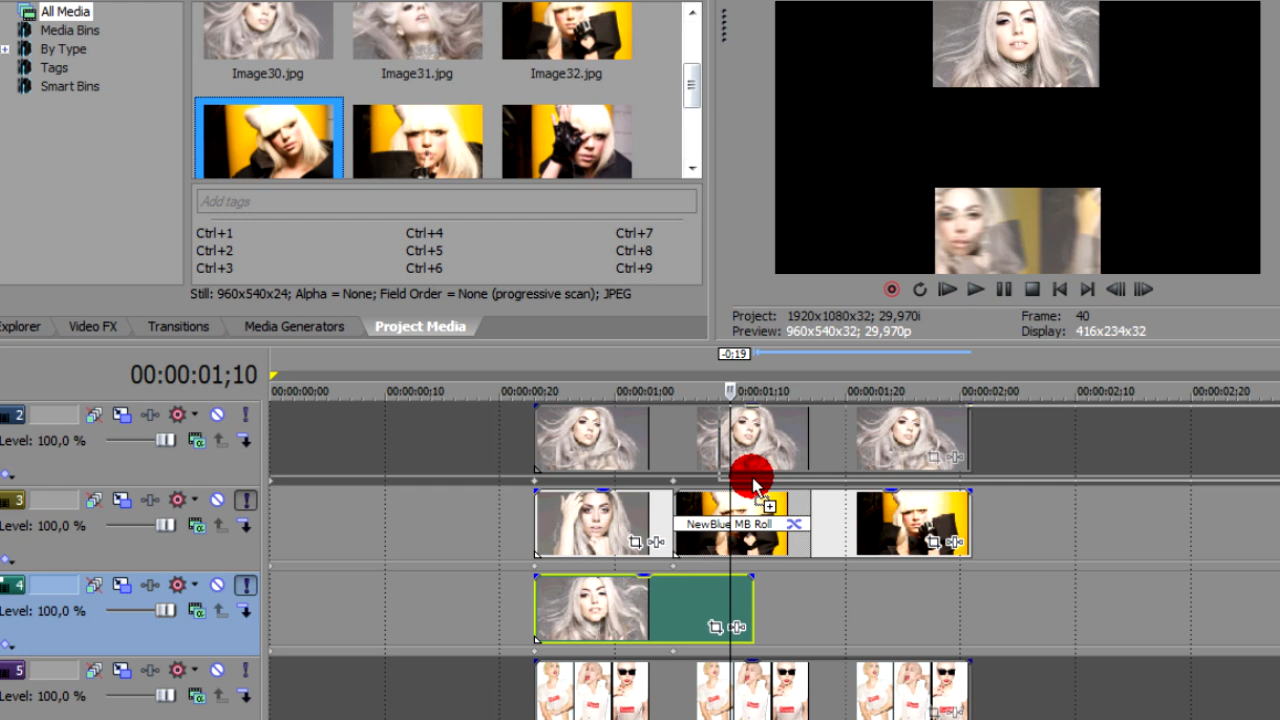 All Media
Media Bins
By Type
Tags
Smart Bins
Image30.jpg Image31.jpg Image32.jpg
Add tags
Ctrl+1 Ctrl+4 Ctrl+7
Ctrl+2 Ctrl+5 Ctrl+8
Ctrl+3 Ctrl+6 Ctrl+9
Still: 960x540x24; Alpha = None; Field Order = None (progressive scan); JPEG
Explorer Video FX Transitions Media Generators Project Media
Project: 1920x1080x32; 29,970i Frame: 40
Preview: 960x540x32; 29,970p Display: 416x234x32
-0;19
00:00:01;10
00:00:00;00 00:00:00;10 00:00:00;20 00:00:01;00 00:00:01;10 00:00:01;20 00:00:02;00 00:00:02;10 00:00:02;20
2
Level: 100,0 %
3
NewBlue MB Roll
Level: 100,0 %
4
Level: 100,0 %
5
Level: 100,0 %